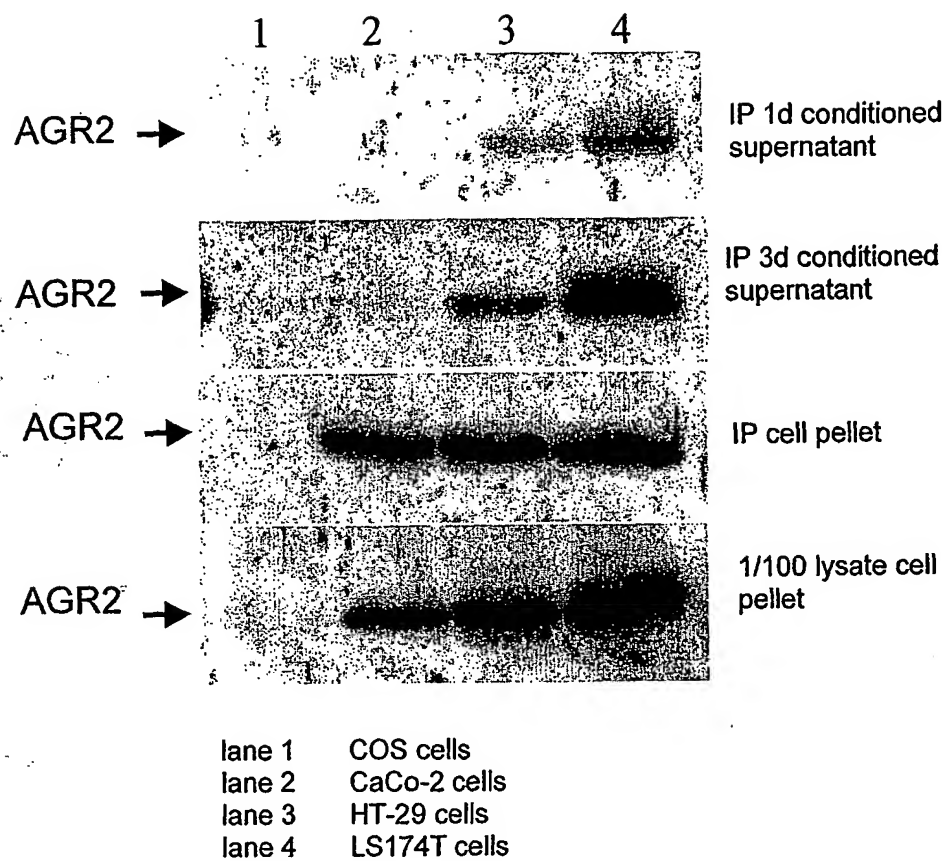 1 2 3 4
AGR2
IP 1d conditioned
supernatant
AGR2
IP 3d conditioned
supernatant
AGR2
IP cell pellet
AGR2
1/100 lysate cell
pellet
lane 1 COS cells
lane 2 CaCo-2 cells
lane 3 HT-29 cells
lane 4 LS174T cells